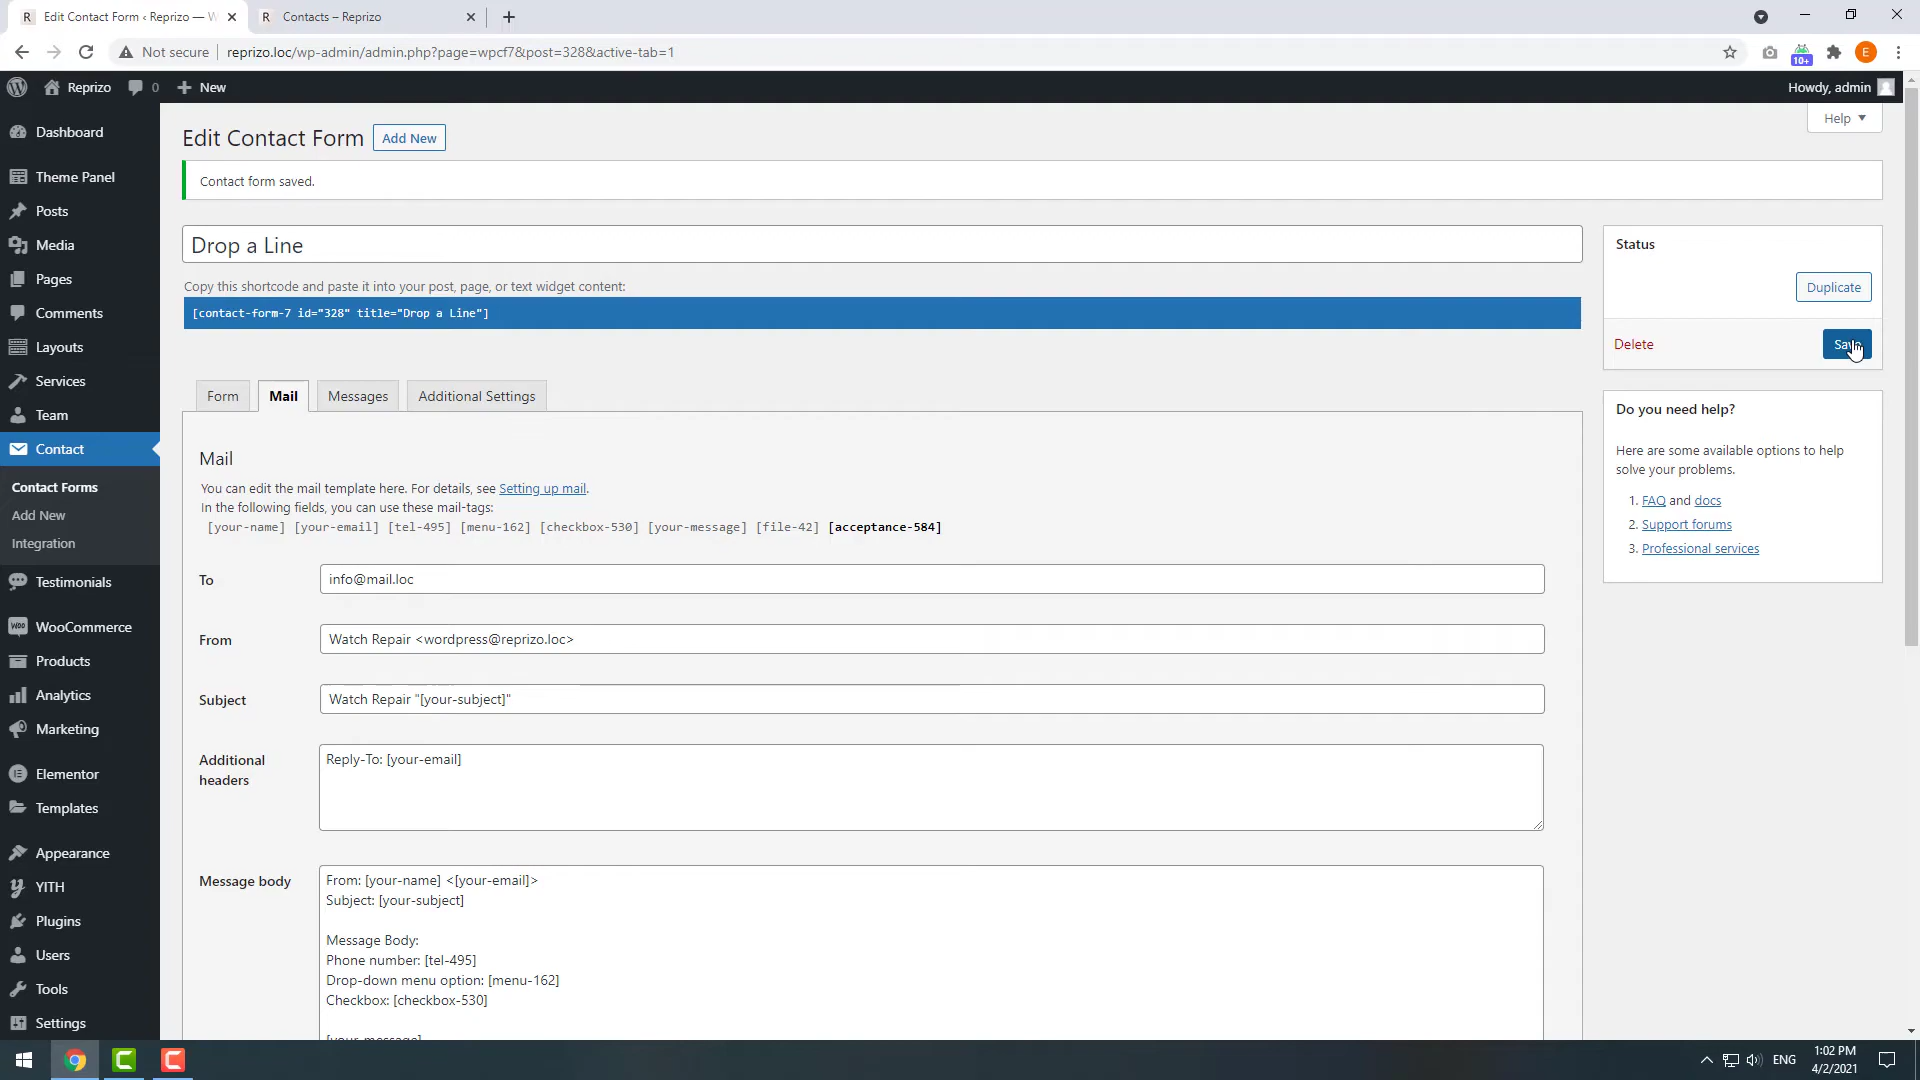 Edit Contact Form ‹ Reprizo — W
Contacts – Reprizo
Not secure
reprizo.loc/wp-admin/admin.php?page=wpcf7&post=328&active-tab=1
10+
E
Reprizo
0
New
Howdy, admin
Dashboard
Theme Panel
Posts
Media
Pages
Comments
Layouts
Services
Team
Contact
Contact Forms
Add New
Integration
Testimonials
WooCommerce
Products
Analytics
Marketing
Elementor
Templates
Appearance
YITH
Plugins
Users
Tools
Settings
Help
Edit Contact Form
Add New
Contact form saved.
Drop a Line
Copy this shortcode and paste it into your post, page, or text widget content:
[contact-form-7 id="328" title="Drop a Line"]
Form
Mail
Messages
Additional Settings
Mail
You can edit the mail template here. For details, see Setting up mail.
In the following fields, you can use these mail-tags:
[your-name] [your-email] [tel-495] [menu-162] [checkbox-530] [your-message] [file-42] [acceptance-584]
To
info@mail.loc
From
Watch Repair <wordpress@reprizo.loc>
Subject
Watch Repair "[your-subject]"
Additional
headers
Reply-To: [your-email]
Message body
From: [your-name] <[your-email]>
Subject: [your-subject]
Message Body:
Phone number: [tel-495]
Drop-down menu option: [menu-162]
Checkbox: [checkbox-530]
[your-message]
Status
Duplicate
Delete
Save
Do you need help?
Here are some available options to help
solve your problems.
1. FAQ and docs
2. Support forums
3. Professional services
ENG
1:02 PM
4/2/2021